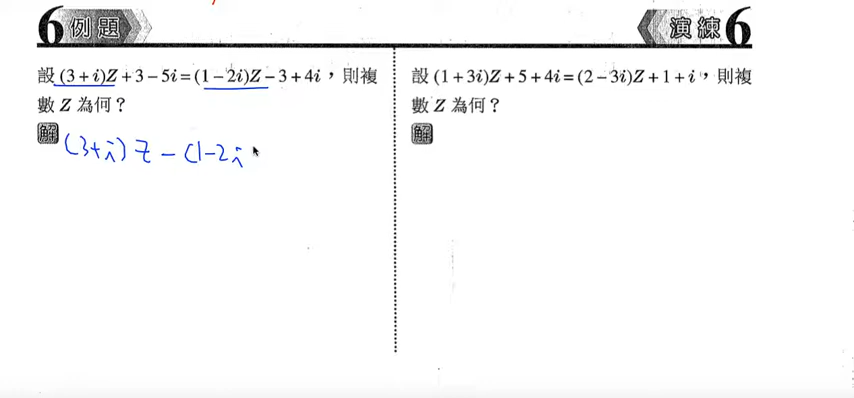 6 例題
設(3+i)Z+3−5i=(1−2i)Z−3+4i，則複
數 Z 為何？
解 (3+i)Z−(1−2i
演練 6
設(1+3i)Z+5+4i=(2−3i)Z+1+i，則複
數 Z 為何？
解